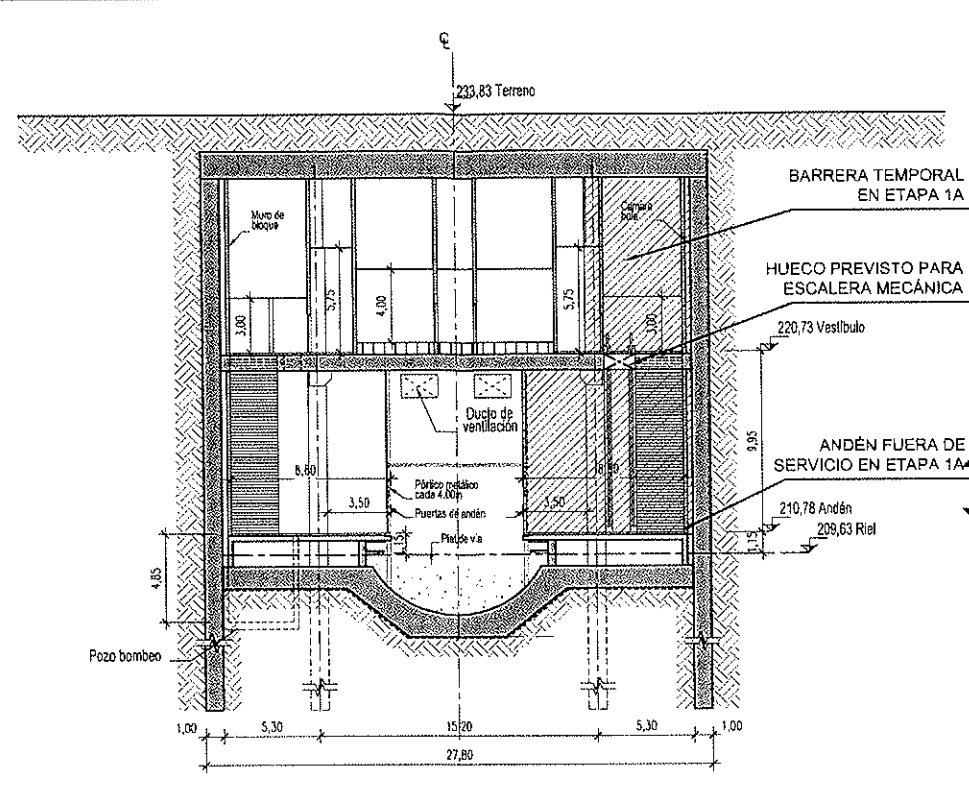 ℄
233,83 Terreno
BARRERA TEMPORAL
EN ETAPA 1A
Muro de
bloque
HUECO PREVISTO PARA
ESCALERA MECÁNICA
5,75
4,00
5,75
3,00
3,00
220,73 Vestíbulo
Ducto de
ventilación
9,95
ANDÉN FUERA DE
SERVICIO EN ETAPA 1A
Pórtico metálico
cada 4.00m
3,50
3,50
Puertas de andén
210,78 Andén
209,63 Riel
1,15
1,15
Plat de vía
4,85
Pozo bombeo
1,00
5,30
15,20
5,30
1,00
27,80